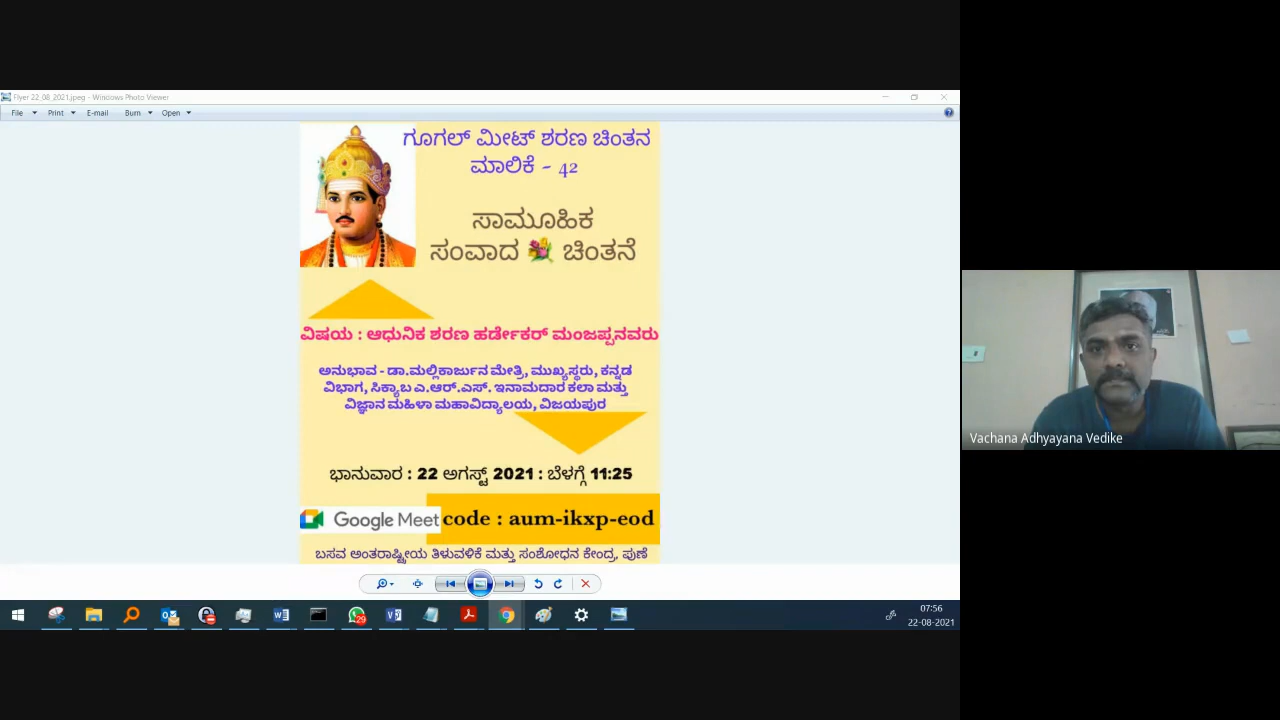 Flyer 22_08_2021.jpeg - Windows Photo Viewer
File Print E-mail Burn Open
ಗೂಗಲ್ ಮೀಟ್ ಶರಣ ಚಿಂತನ
ಮಾಲಿಕೆ - 42
ಸಾಮೂಹಿಕ
ಸಂವಾದ 💐 ಚಿಂತನೆ
ವಿಷಯ : ಆಧುನಿಕ ಶರಣ ಹರ್ಡೇಕರ್ ಮಂಜಪ್ಪನವರು
ಅನುಭಾವ - ಡಾ.ಮಲ್ಲಿಕಾರ್ಜುನ ಮೇತ್ರಿ, ಮುಖ್ಯಸ್ಥರು, ಕನ್ನಡ
ವಿಭಾಗ, ಸಿಕ್ಯಾಬ ಎ.ಆರ್.ಎಸ್. ಇನಾಮದಾರ ಕಲಾ ಮತ್ತು
ವಿಜ್ಞಾನ ಮಹಿಳಾ ಮಹಾವಿದ್ಯಾಲಯ, ವಿಜಯಪುರ
ಭಾನುವಾರ : 22 ಅಗಸ್ಟ್ 2021 : ಬೆಳಗ್ಗೆ 11:25
Google Meet code : aum-ikxp-eod
ಬಸವ ಅಂತರಾಷ್ಟ್ರೀಯ ತಿಳುವಳಿಕೆ ಮತ್ತು ಸಂಶೋಧನ ಕೇಂದ್ರ, ಪುಣೆ
Vachana Adhyayana Vedike
29
07:56
22-08-2021